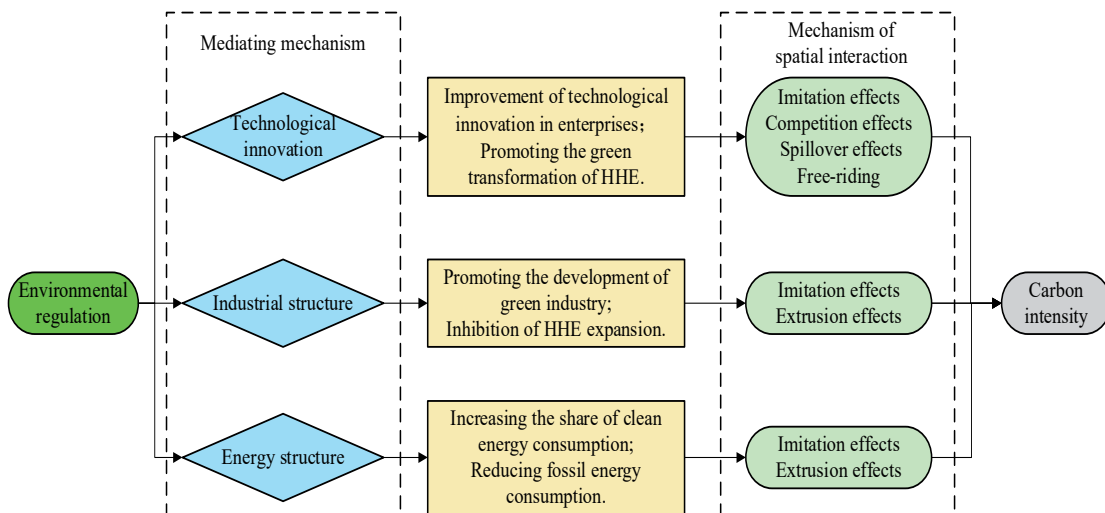 Mediating mechanism
Mechanism of
spatial interaction
Technological
innovation
Improvement of technological
innovation in enterprises;
Promoting the green
transformation of HHE.
Imitation effects
Competition effects
Spillover effects
Free-riding
Environmental
regulation
Industrial structure
Promoting the development of
green industry;
Inhibition of HHE expansion.
Imitation effects
Extrusion effects
Carbon
intensity
Energy structure
Increasing the share of clean
energy consumption;
Reducing fossil energy
consumption.
Imitation effects
Extrusion effects